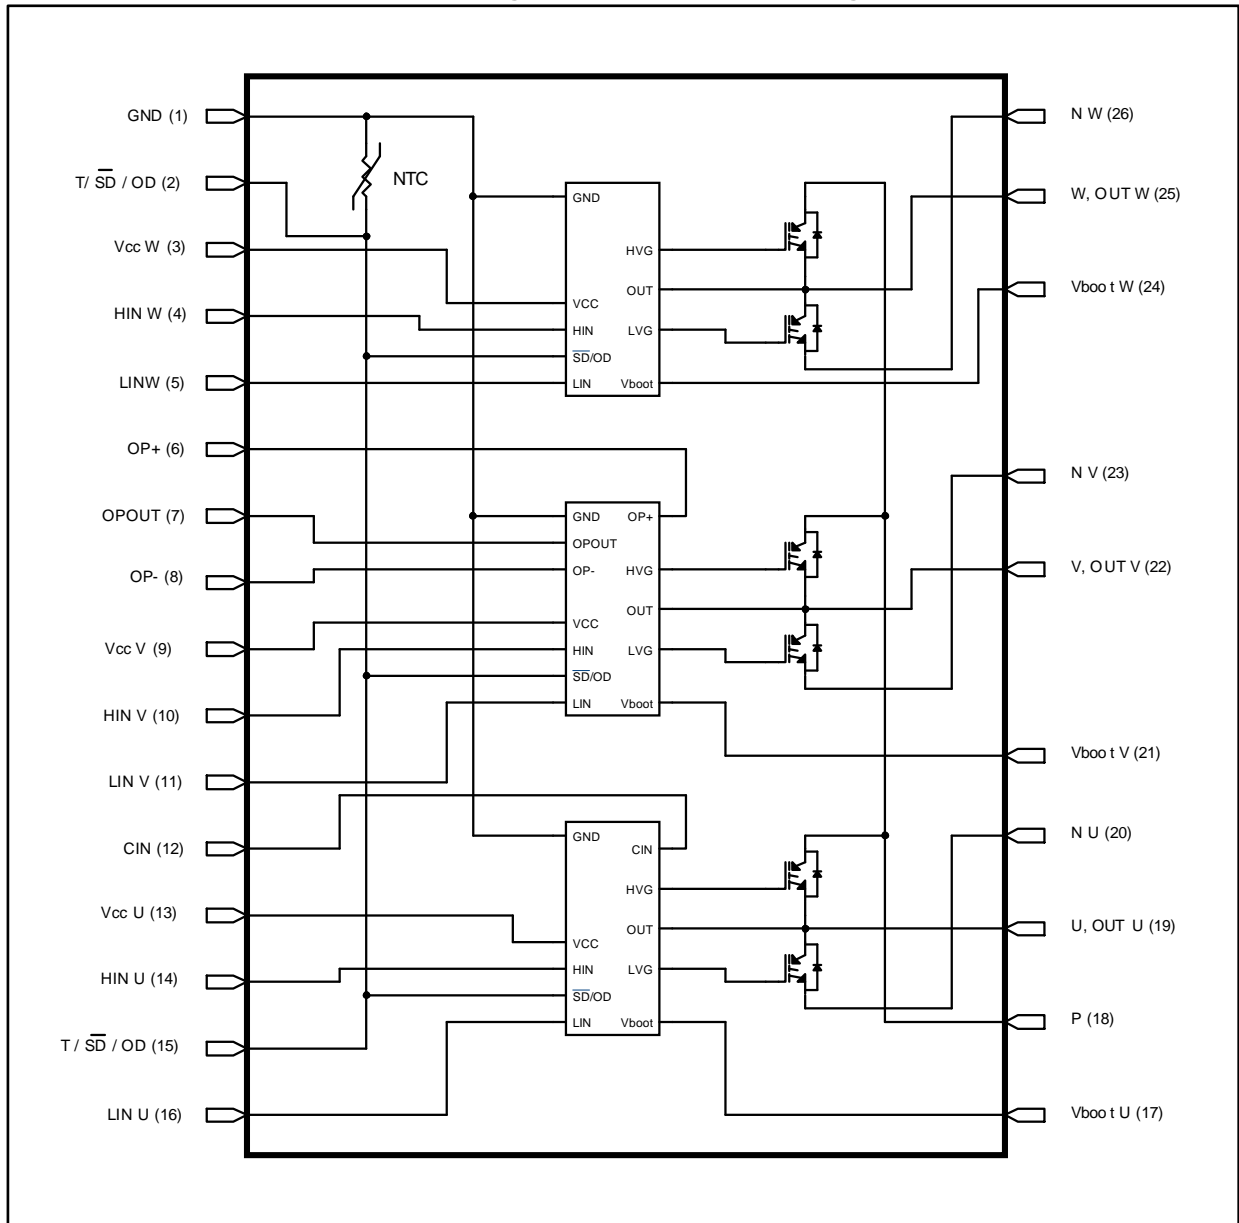 GND (1)
T/ SD / OD (2)
Vcc W (3)
HIN W (4)
LINW (5)
OP+ (6)
OPOUT (7)
OP- (8)
Vcc V (9)
HIN V (10)
LIN V (11)
CIN (12)
Vcc U (13)
HIN U (14)
T / SD / OD (15)
LIN U (16)
NTC
GND
HVG
OUT
VCC
HIN
LVG
SD/OD
LIN
Vboot
GND
OP+
OPOUT
OP-
HVG
OUT
VCC
HIN
LVG
SD/OD
LIN
Vboot
GND
CIN
HVG
OUT
VCC
HIN
LVG
SD/OD
LIN
Vboot
N W (26)
W, OUT W (25)
Vboo t W (24)
N V (23)
V, OUT V (22)
Vboo t V (21)
N U (20)
U, OUT U (19)
P (18)
Vboo t U (17)